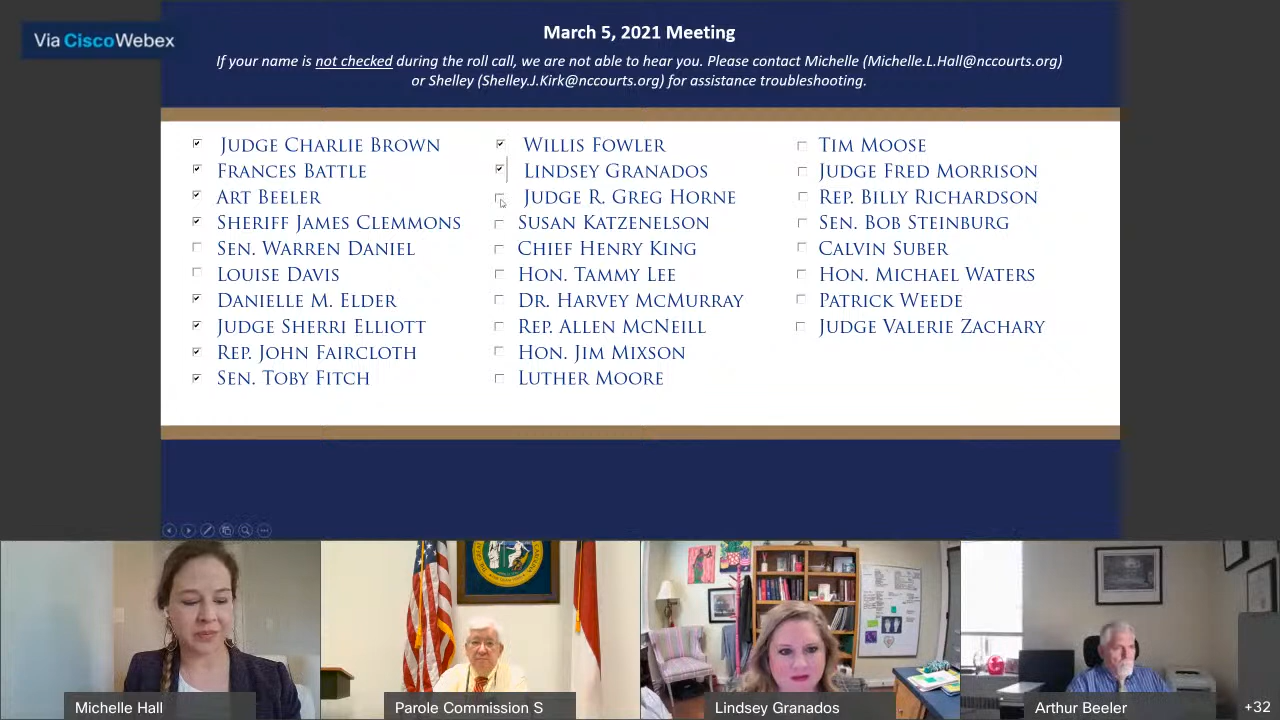 Via Cisco Webex
March 5, 2021 Meeting
If your name is not checked during the roll call, we are not able to hear you. Please contact Michelle (Michelle.L.Hall@nccourts.org)
or Shelley (Shelley.J.Kirk@nccourts.org) for assistance troubleshooting.
JUDGE CHARLIE BROWN
FRANCES BATTLE
ART BEELER
SHERIFF JAMES CLEMMONS
SEN. WARREN DANIEL
LOUISE DAVIS
DANIELLE M. ELDER
JUDGE SHERRI ELLIOTT
REP. JOHN FAIRCLOTH
SEN. TOBY FITCH
WILLIS FOWLER
LINDSEY GRANADOS
JUDGE R. GREG HORNE
SUSAN KATZENELSON
CHIEF HENRY KING
HON. TAMMY LEE
DR. HARVEY MCMURRAY
REP. ALLEN MCNEILL
HON. JIM MIXSON
LUTHER MOORE
TIM MOOSE
JUDGE FRED MORRISON
REP. BILLY RICHARDSON
SEN. BOB STEINBURG
CALVIN SUBER
HON. MICHAEL WATERS
PATRICK WEEDE
JUDGE VALERIE ZACHARY
Michelle Hall
Parole Commission S
Lindsey Granados
Arthur Beeler
+32